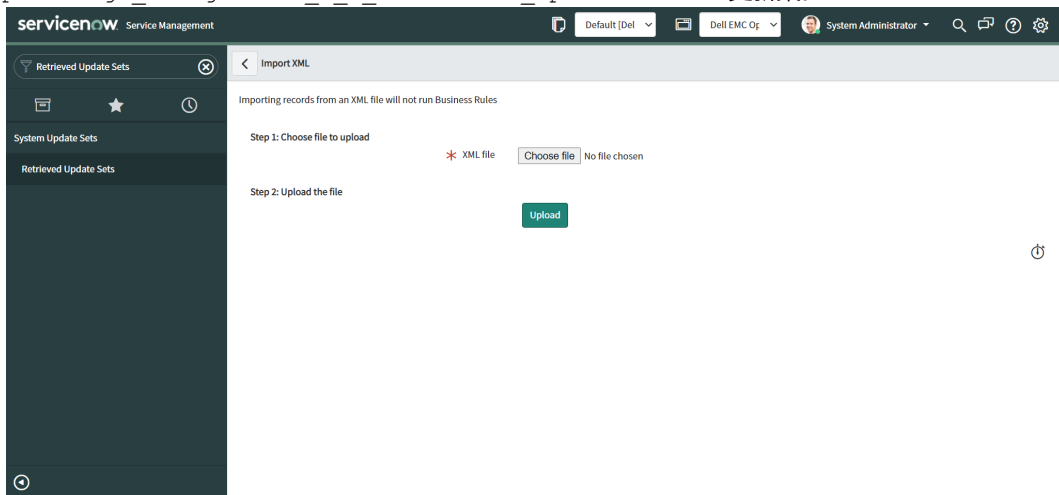 servicenow Service Management
Default [Del
Dell EMC Op
System Administrator
Retrieved Update Sets
Import XML
Importing records from an XML file will not run Business Rules
System Update Sets
Retrieved Update Sets
Step 1: Choose file to upload
XML file
Choose file No file chosen
Step 2: Upload the file
Upload